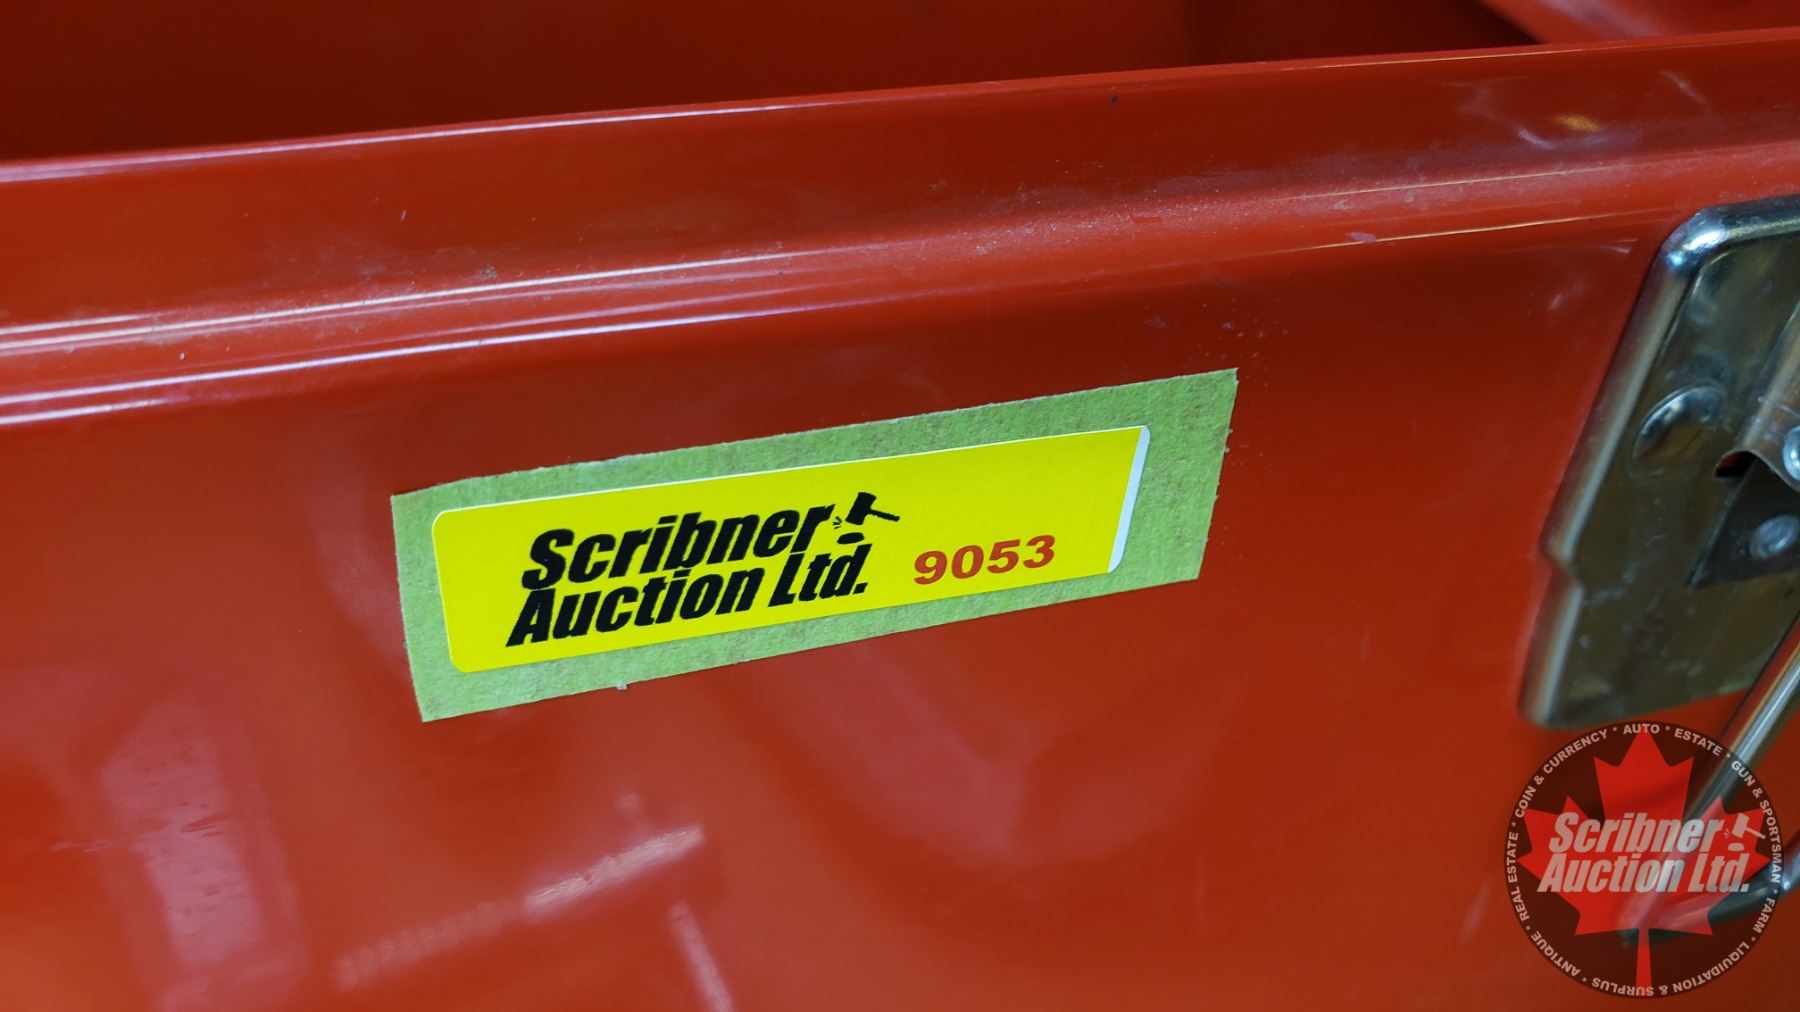 Scribner
Auction Ltd.
9053
COIN & CURRENCY * AUTO * ESTATE * GUN & SPORTSMAN * FARM * LIQUIDATION & SURPLUS * ANTIQUE * REAL ESTATE *
Scribner
Auction Ltd.